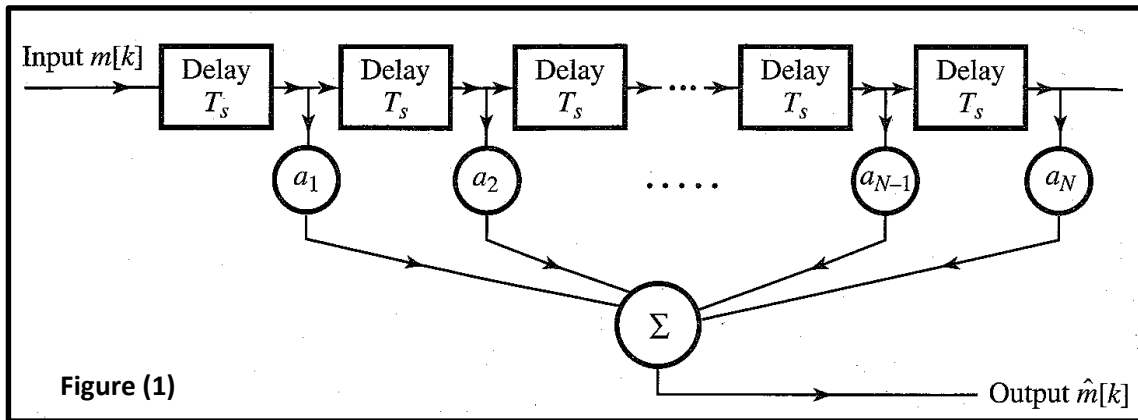 Input m[k]
Delay Delay Delay Delay Delay
T_s T_s T_s ... T_s T_s
a_1 a_2 ..... a_{N–1} a_N
Σ
Figure (1)
Output m̂[k]